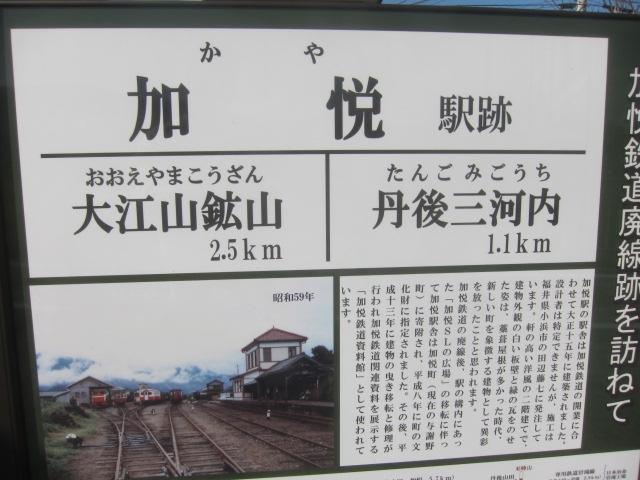 かや
加悦駅跡
おおえやまこうざん
大江山鉱山
2.5km
たんごみごうち
丹後三河内
1.1km
加悦鉄道廃線跡を訪ねて
昭和59年
加悦駅の駅舎は加悦鉄道の開業に合
わせて大正十五年に建築されました。
設計者は特定できませんが、施工は
福井県小浜市の田辺藤七に発注して
います。軒の高い洋風の二階建てで、
建物外観の白い板壁と緑の瓦をのせ
た姿は、藁葺屋根が多かった時代、
新しい町を象徴する建物として異彩
を放ったことと思われます。
加悦鉄道の廃線後、駅の構内にあっ
た「加悦SLの広場」の移転に伴っ
て加悦駅舎は加悦町(現在の与謝野
町)に寄附され、平成八年に町の文
化財に指定されました。その後、平
成十三年に建物の曳き移転と修理が
行われ加悦鉄道関連資料を展示する
「加悦鉄道資料館」として使われて
います。
丹後山田
専用鉄道岩滝線